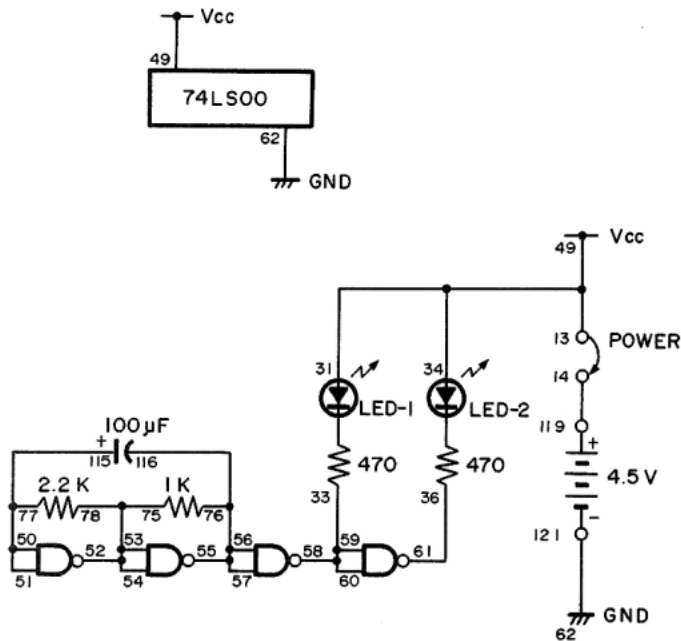 Vcc
49
74LS00
62
GND
Vcc
49
13
POWER
14
31
34
LED-1
LED-2
119
+
4.5 V
-
121
100µF
+
115 116
470
470
33
36
2.2 K
1 K
77 78 75 76
50 52 53 55 56 58 59 61
51 54 57 60
GND
62